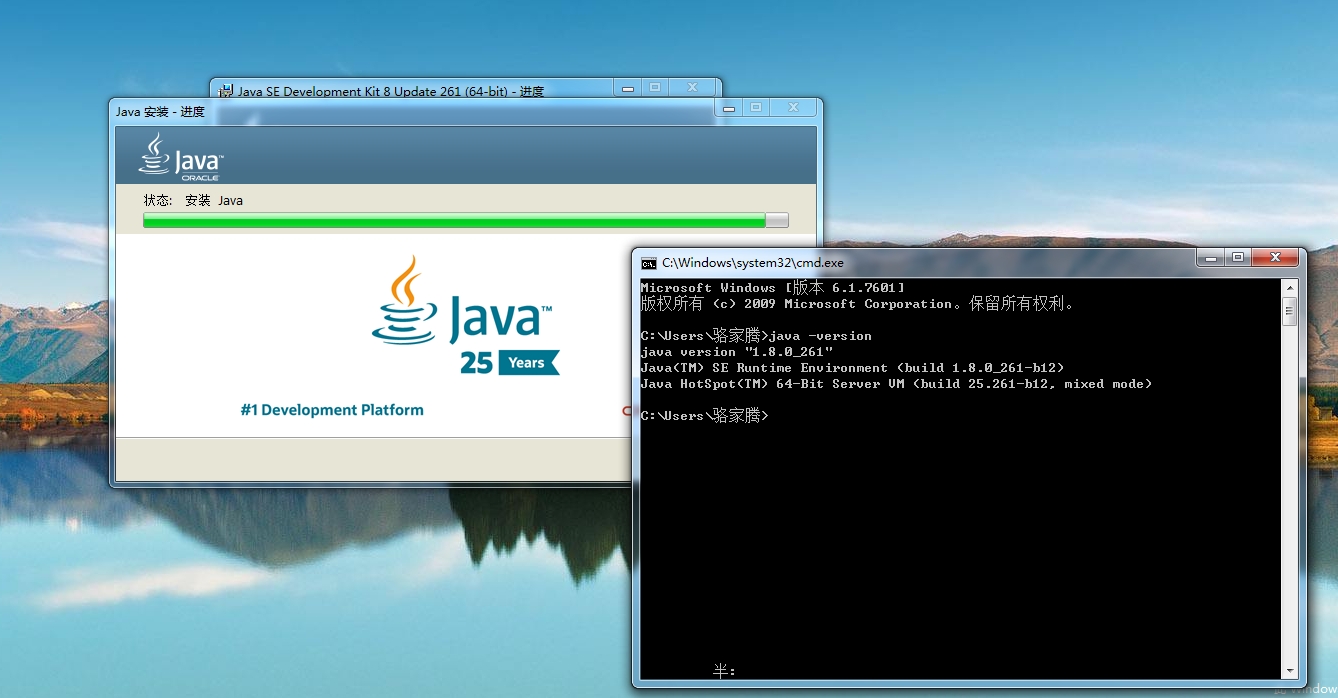 Java SE Development Kit 8 Update 261 (64-bit) - 进度
Java 安装 - 进度
Java™
ORACLE
状态: 安装 Java
Java™
25 Years
#1 Development Platform
C:\Windows\system32\cmd.exe
Microsoft Windows [版本 6.1.7601]
版权所有 (c) 2009 Microsoft Corporation。保留所有权利。
C:\Users\骆家腾>java -version
java version "1.8.0_261"
Java(TM) SE Runtime Environment (build 1.8.0_261-b12)
Java HotSpot(TM) 64-Bit Server VM (build 25.261-b12, mixed mode)
C:\Users\骆家腾>
半: